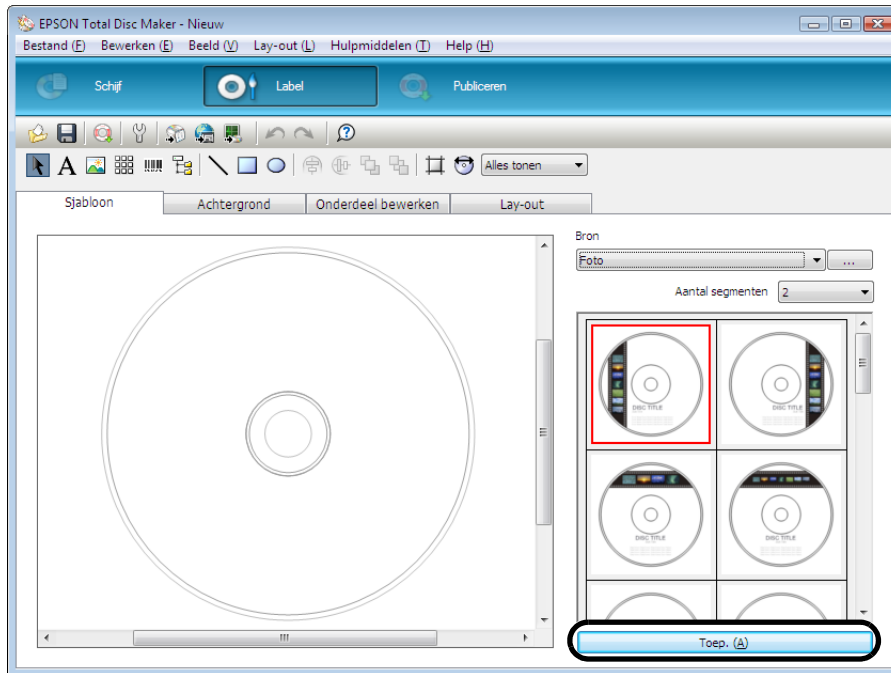 EPSON Total Disc Maker - Nieuw
Bestand (F) Bewerken (E) Beeld (V) Lay-out (L) Hulpmiddelen (T) Help (H)
Schijf Label Publiceren
A Alles tonen
Sjabloon Achtergrond Onderdeel bewerken Lay-out
Bron
Foto ...
Aantal segmenten 2
DISC TITLE DISC TITLE
DISC TITLE DISC TITLE
Toep. (A)